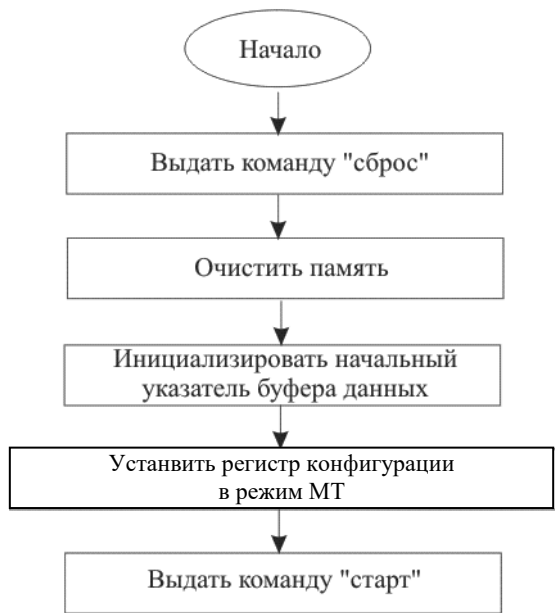 Начало
Выдать команду "сброс"
Очистить память
Инициализировать начальный
указатель буфера данных
Устанвить регистр конфигурации
в режим МТ
Выдать команду "старт"